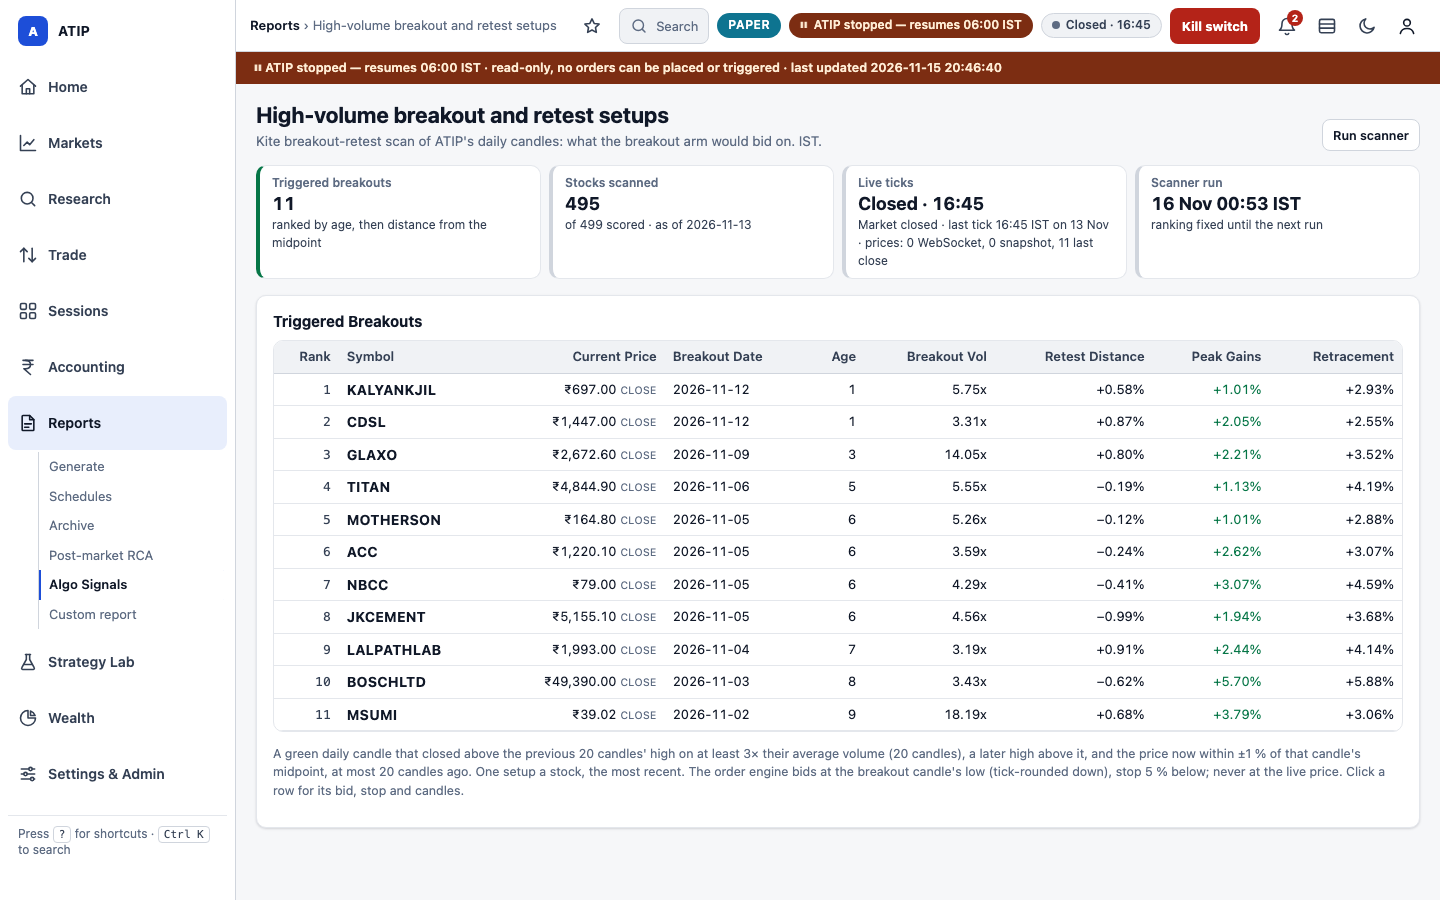 A ATIP
Reports › High-volume breakout and retest setups
Search
PAPER
ATIP stopped — resumes 06:00 IST
Closed · 16:45
Kill switch
2
ATIP stopped — resumes 06:00 IST · read-only, no orders can be placed or triggered · last updated 2026-11-15 20:46:40
Home
Markets
Research
Trade
Sessions
Accounting
Reports
Generate
Schedules
Archive
Post-market RCA
Algo Signals
Custom report
Strategy Lab
Wealth
Settings & Admin
Press ? for shortcuts · Ctrl K
to search
High-volume breakout and retest setups
Kite breakout-retest scan of ATIP's daily candles: what the breakout arm would bid on. IST.
Run scanner
Triggered breakouts
11
ranked by age, then distance from the
midpoint
Stocks scanned
495
of 499 scored · as of 2026-11-13
Live ticks
Closed · 16:45
Market closed · last tick 16:45 IST on 13 Nov
· prices: 0 WebSocket, 0 snapshot, 11 last
close
Scanner run
16 Nov 00:53 IST
ranking fixed until the next run
Triggered Breakouts
Rank Symbol Current Price Breakout Date Age Breakout Vol Retest Distance Peak Gains Retracement
1 KALYANKJIL ₹697.00 CLOSE 2026-11-12 1 5.75x +0.58% +1.01% +2.93%
2 CDSL ₹1,447.00 CLOSE 2026-11-12 1 3.31x +0.87% +2.05% +2.55%
3 GLAXO ₹2,672.60 CLOSE 2026-11-09 3 14.05x +0.80% +2.21% +3.52%
4 TITAN ₹4,844.90 CLOSE 2026-11-06 5 5.55x −0.19% +1.13% +4.19%
5 MOTHERSON ₹164.80 CLOSE 2026-11-05 6 5.26x −0.12% +1.01% +2.88%
6 ACC ₹1,220.10 CLOSE 2026-11-05 6 3.59x −0.24% +2.62% +3.07%
7 NBCC ₹79.00 CLOSE 2026-11-05 6 4.29x −0.41% +3.07% +4.59%
8 JKCEMENT ₹5,155.10 CLOSE 2026-11-05 6 4.56x −0.99% +1.94% +3.68%
9 LALPATHLAB ₹1,993.00 CLOSE 2026-11-04 7 3.19x +0.91% +2.44% +4.14%
10 BOSCHLTD ₹49,390.00 CLOSE 2026-11-03 8 3.43x −0.62% +5.70% +5.88%
11 MSUMI ₹39.02 CLOSE 2026-11-02 9 18.19x +0.68% +3.79% +3.06%
A green daily candle that closed above the previous 20 candles' high on at least 3× their average volume (20 candles), a later high above it, and the price now within ±1 % of that candle's
midpoint, at most 20 candles ago. One setup a stock, the most recent. The order engine bids at the breakout candle's low (tick-rounded down), stop 5 % below; never at the live price. Click a
row for its bid, stop and candles.